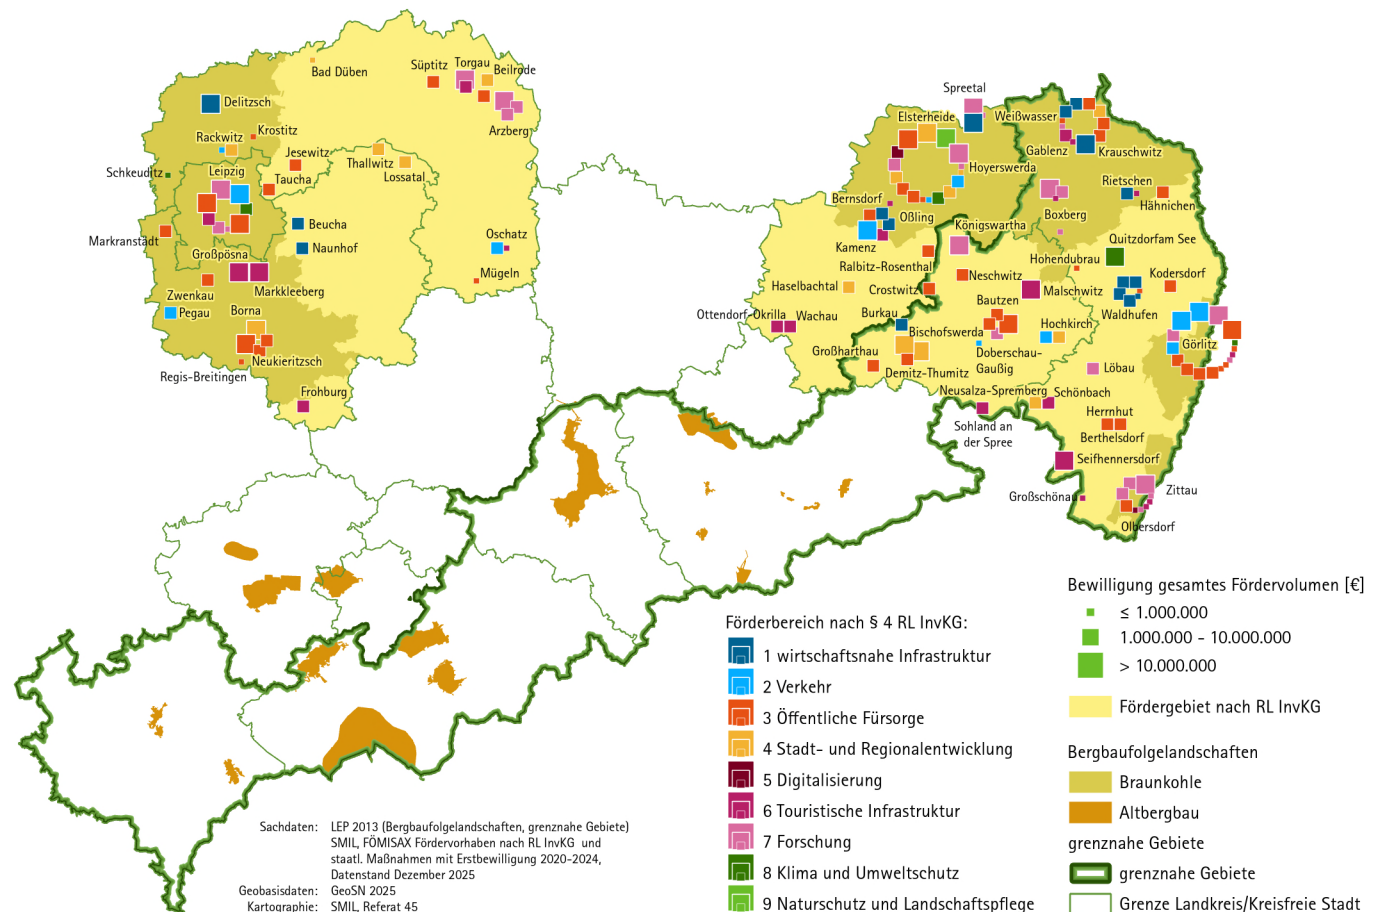 Bad Düben
Süptitz
Torgau
Beilrode
Arzberg
Delitzsch
Rackwitz
Krostitz
Jesewitz
Thallwitz
Lossatal
Schkeuditz
Leipzig
Taucha
Beucha
Naunhof
Markranstädt
Großpösna
Markkleeberg
Zwenkau
Pegau
Borna
Neukieritzsch
Regis-Breitingen
Frohburg
Oschatz
Mügeln
Spreetal
Elsterheide
Weißwasser
Gablenz
Krauschwitz
Hoyerswerda
Rietschen
Hähnichen
Bernsdorf
Oßling
Boxberg
Kamenz
Königswartha
Quitzdorfam See
Ralbitz-Rosenthal
Hohendubrau
Neschwitz
Kodersdorf
Haselbachtal
Crostwitz
Malschwitz
Bautzen
Waldhufen
Ottendorf-Okrilla
Wachau
Burkau
Bischofswerda
Hochkirch
Görlitz
Großharthau
Doberschau-
Gaußig
Demitz-Thumitz
Löbau
Neusalza-Spremberg
Schönbach
Sohland an
der Spree
Herrnhut
Berthelsdorf
Seifhennersdorf
Großschönau
Zittau
Olbersdorf
Förderbereich nach § 4 RL InvKG:
1 wirtschaftsnahe Infrastruktur
2 Verkehr
3 Öffentliche Fürsorge
4 Stadt- und Regionalentwicklung
5 Digitalisierung
6 Touristische Infrastruktur
7 Forschung
8 Klima und Umweltschutz
9 Naturschutz und Landschaftspflege
Bewilligung gesamtes Fördervolumen [€]
≤ 1.000.000
1.000.000 - 10.000.000
> 10.000.000
Fördergebiet nach RL InvKG
Bergbaufolgelandschaften
Braunkohle
Altbergbau
grenznahe Gebiete
grenznahe Gebiete
Grenze Landkreis/Kreisfreie Stadt
Sachdaten: LEP 2013 (Bergbaufolgelandschaften, grenznahe Gebiete)
SMIL, FÖMISAX Fördervorhaben nach RL InvKG und
staatl. Maßnahmen mit Erstbewilligung 2020-2024,
Datenstand Dezember 2025
Geobasisdaten: GeoSN 2025
Kartographie: SMIL, Referat 45